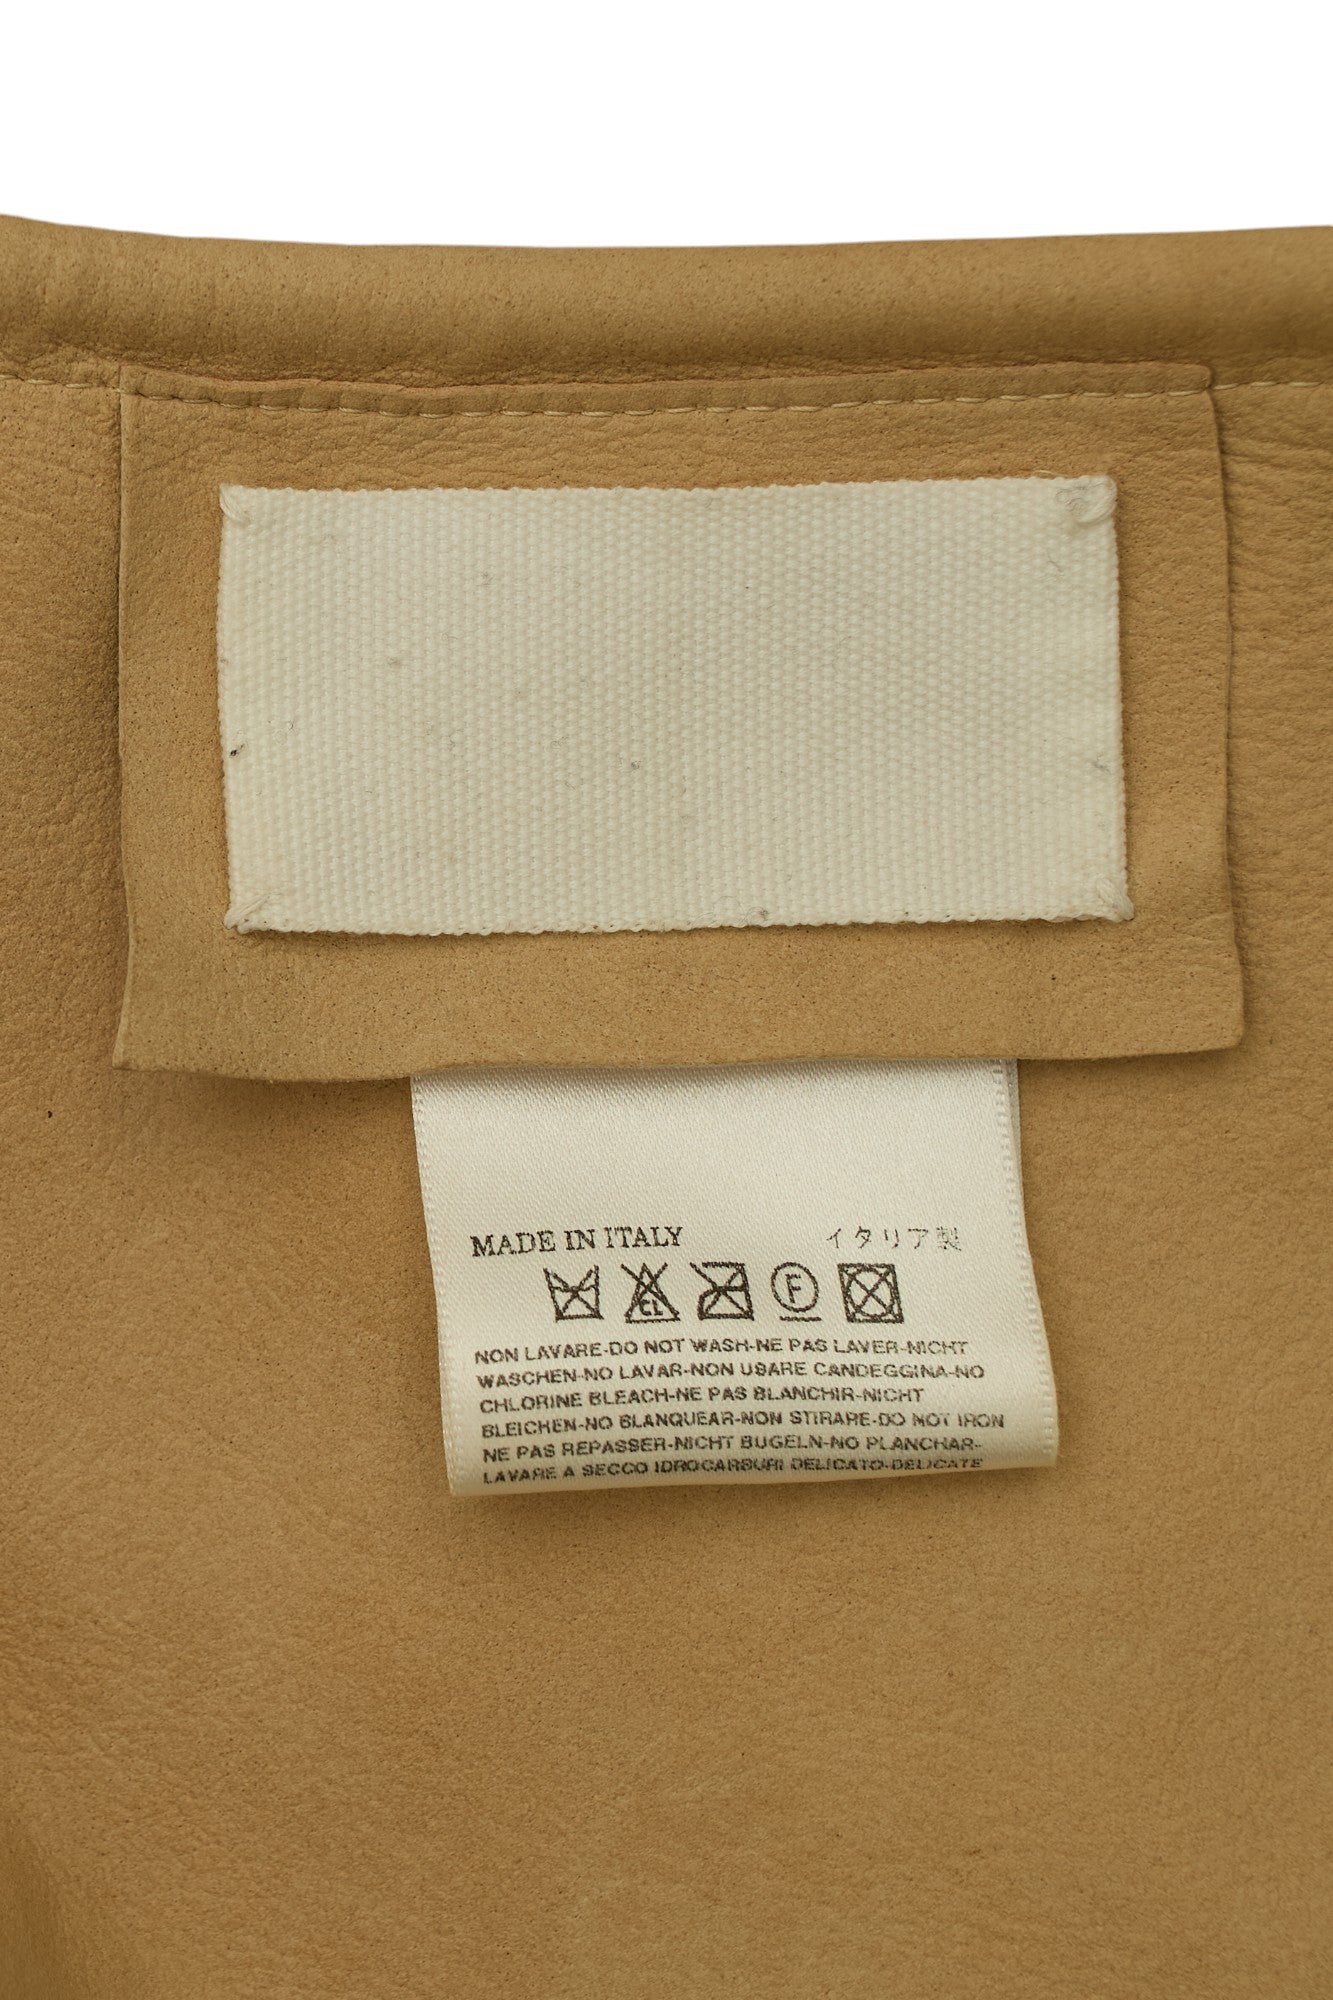 MADE IN ITALY イタリア製
CL F
NON LAVARE-DO NOT WASH-NE PAS LAVER-NICHT
WASCHEN-NO LAVAR-NON USARE CANDEGGINA-NO
CHLORINE BLEACH-NE PAS BLANCHIR-NICHT
BLEICHEN-NO BLANQUEAR-NON STIRARE-DO NOT IRON
NE PAS REPASSER-NICHT BUGELN-NO PLANCHAR-
LAVARE A SECCO IDROCARBURI DELICATO-DELICATE